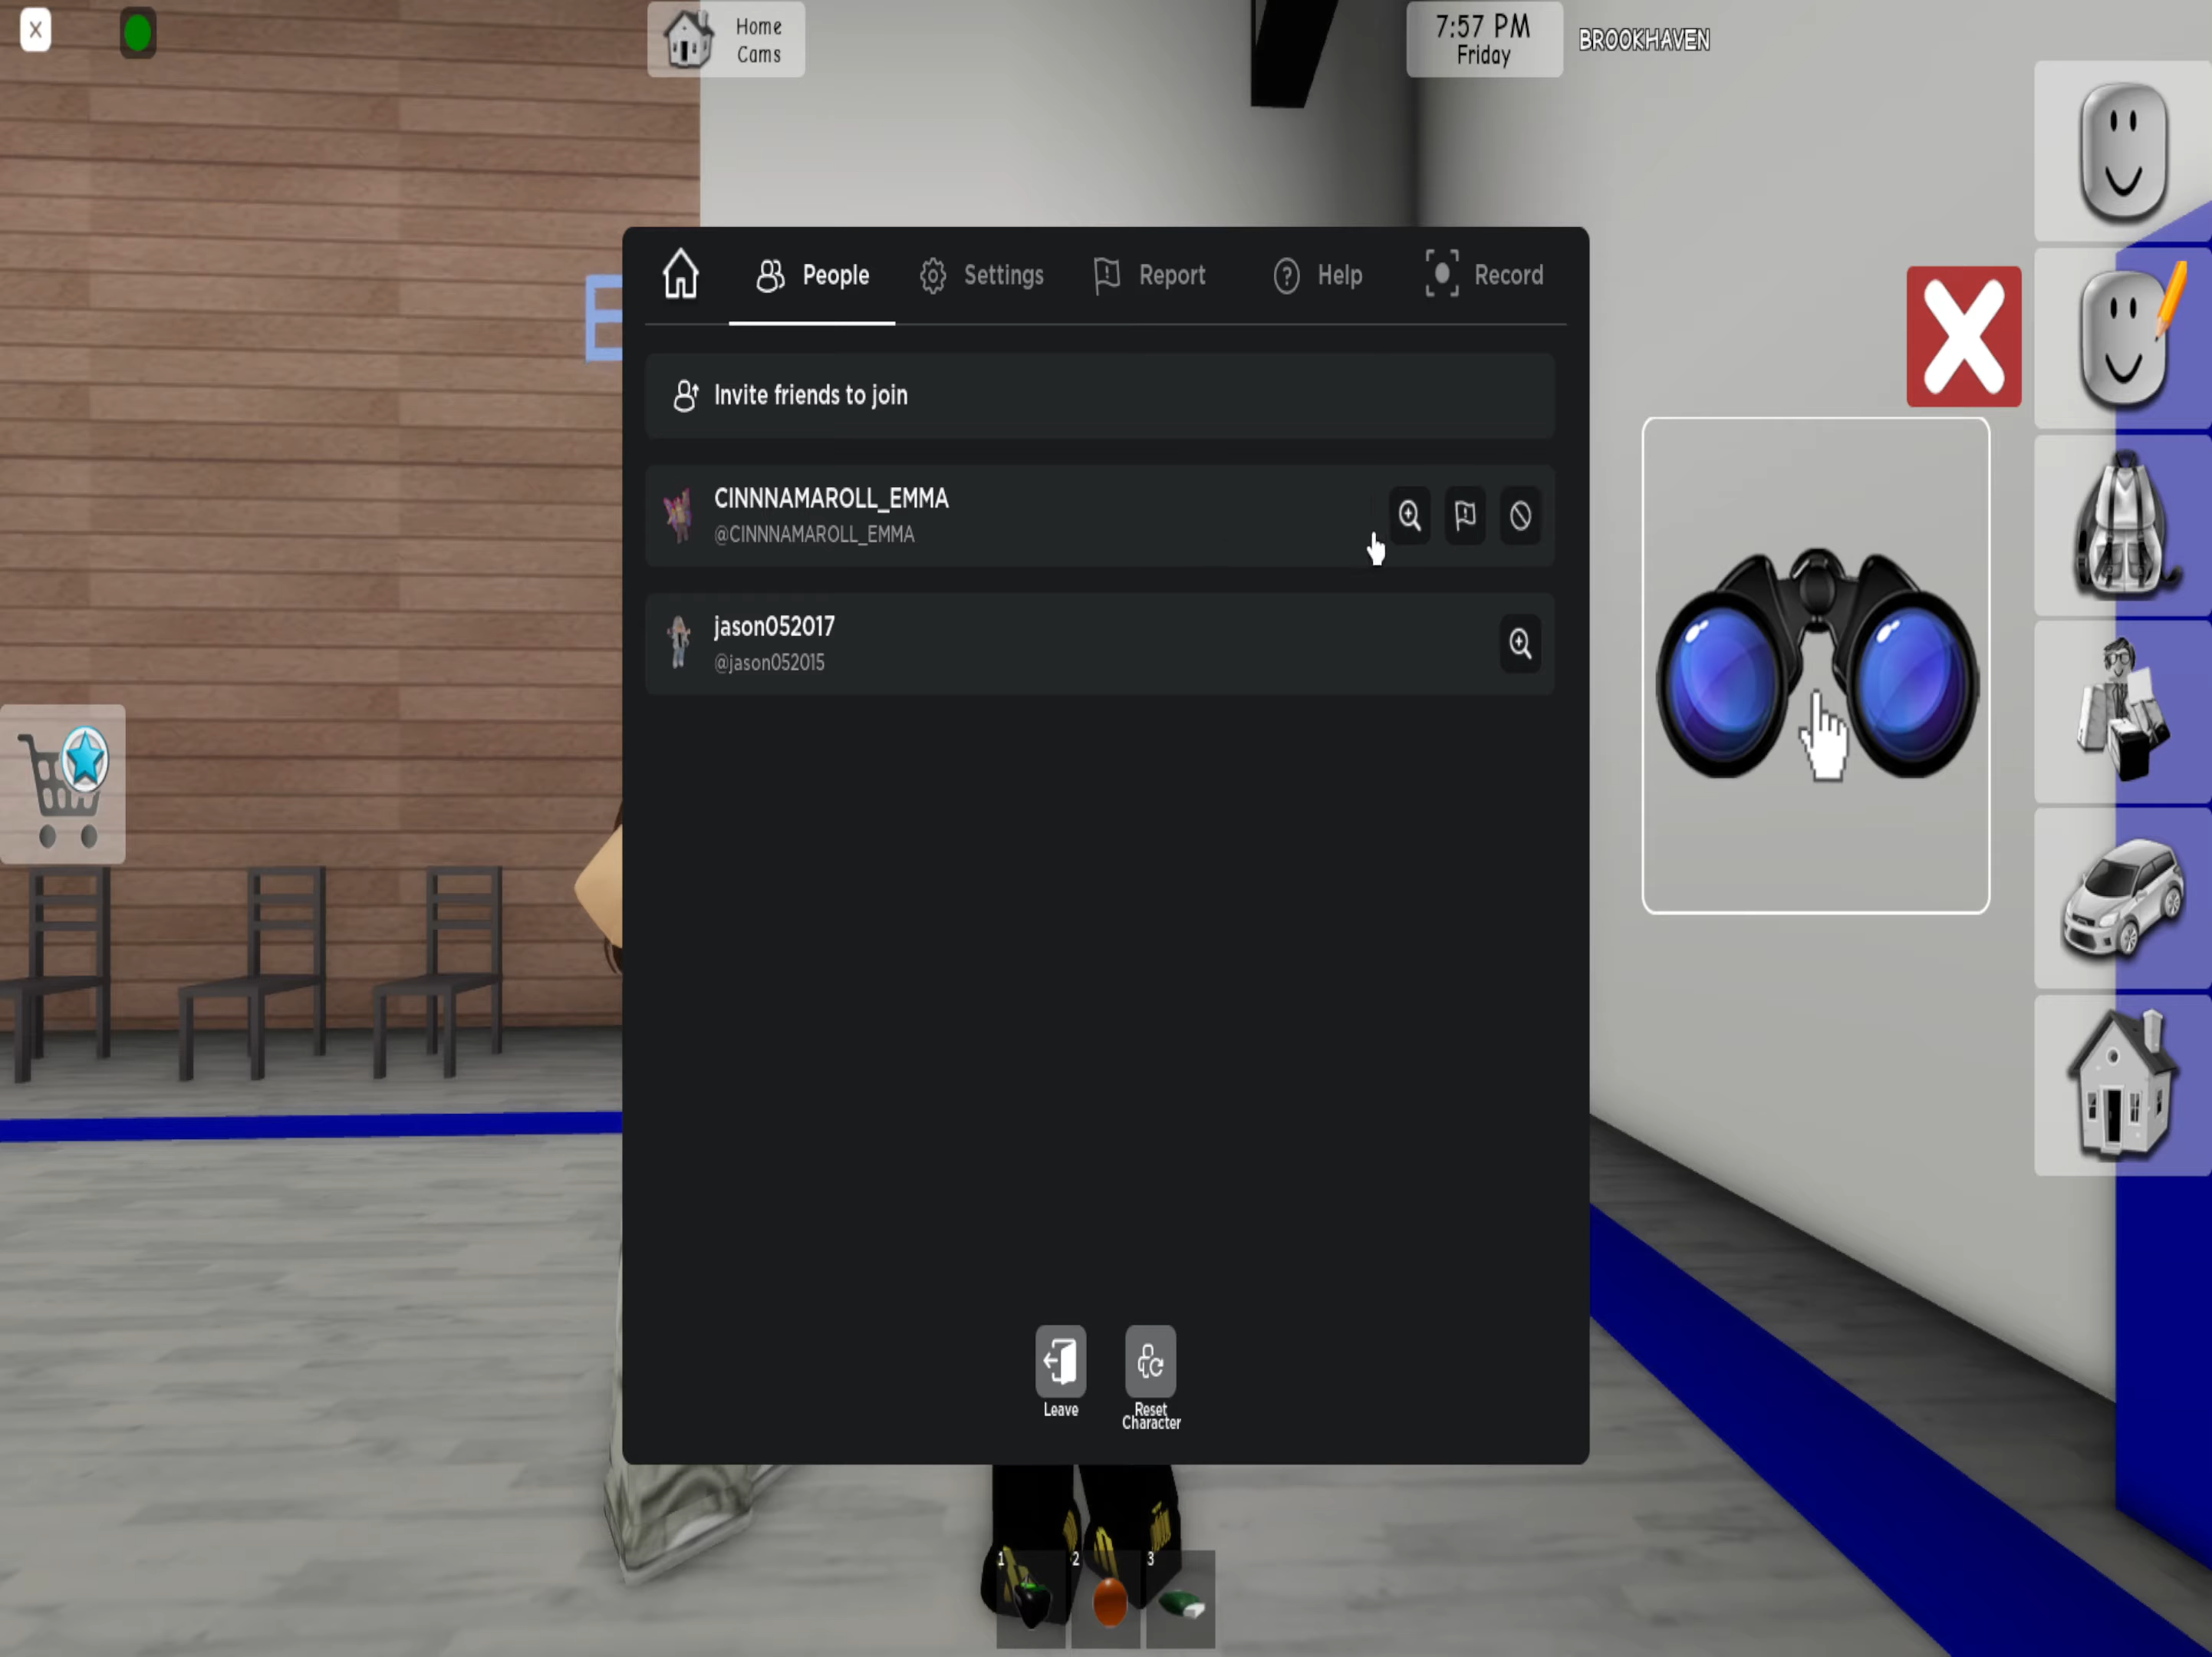 X
Home
Cams
7:57 PM
Friday
BROOKHAVEN
People
Settings
Report
Help
Record
E
Invite friends to join
CINNNAMAROLL_EMMA
@CINNNAMAROLL_EMMA
jason052017
@jason052015
Leave
Reset
Character
1
2
3